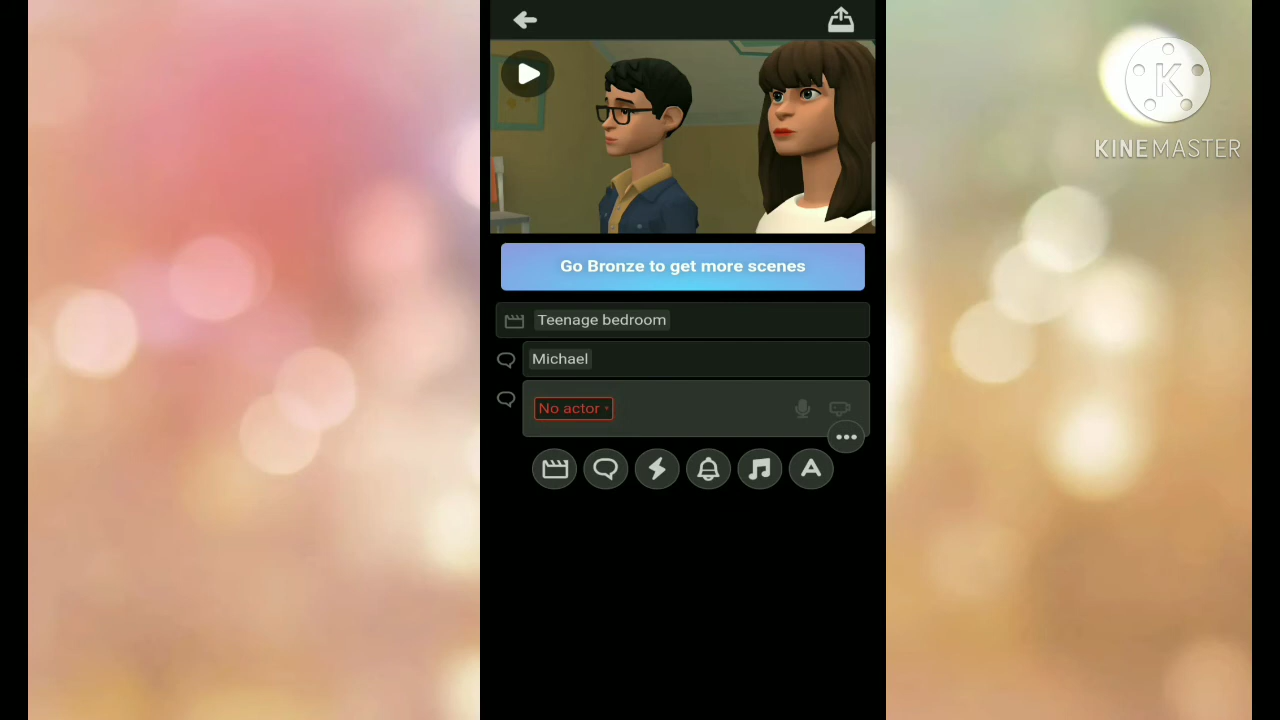 K
KINEMASTER
Go Bronze to get more scenes
Teenage bedroom
Michael
No actor